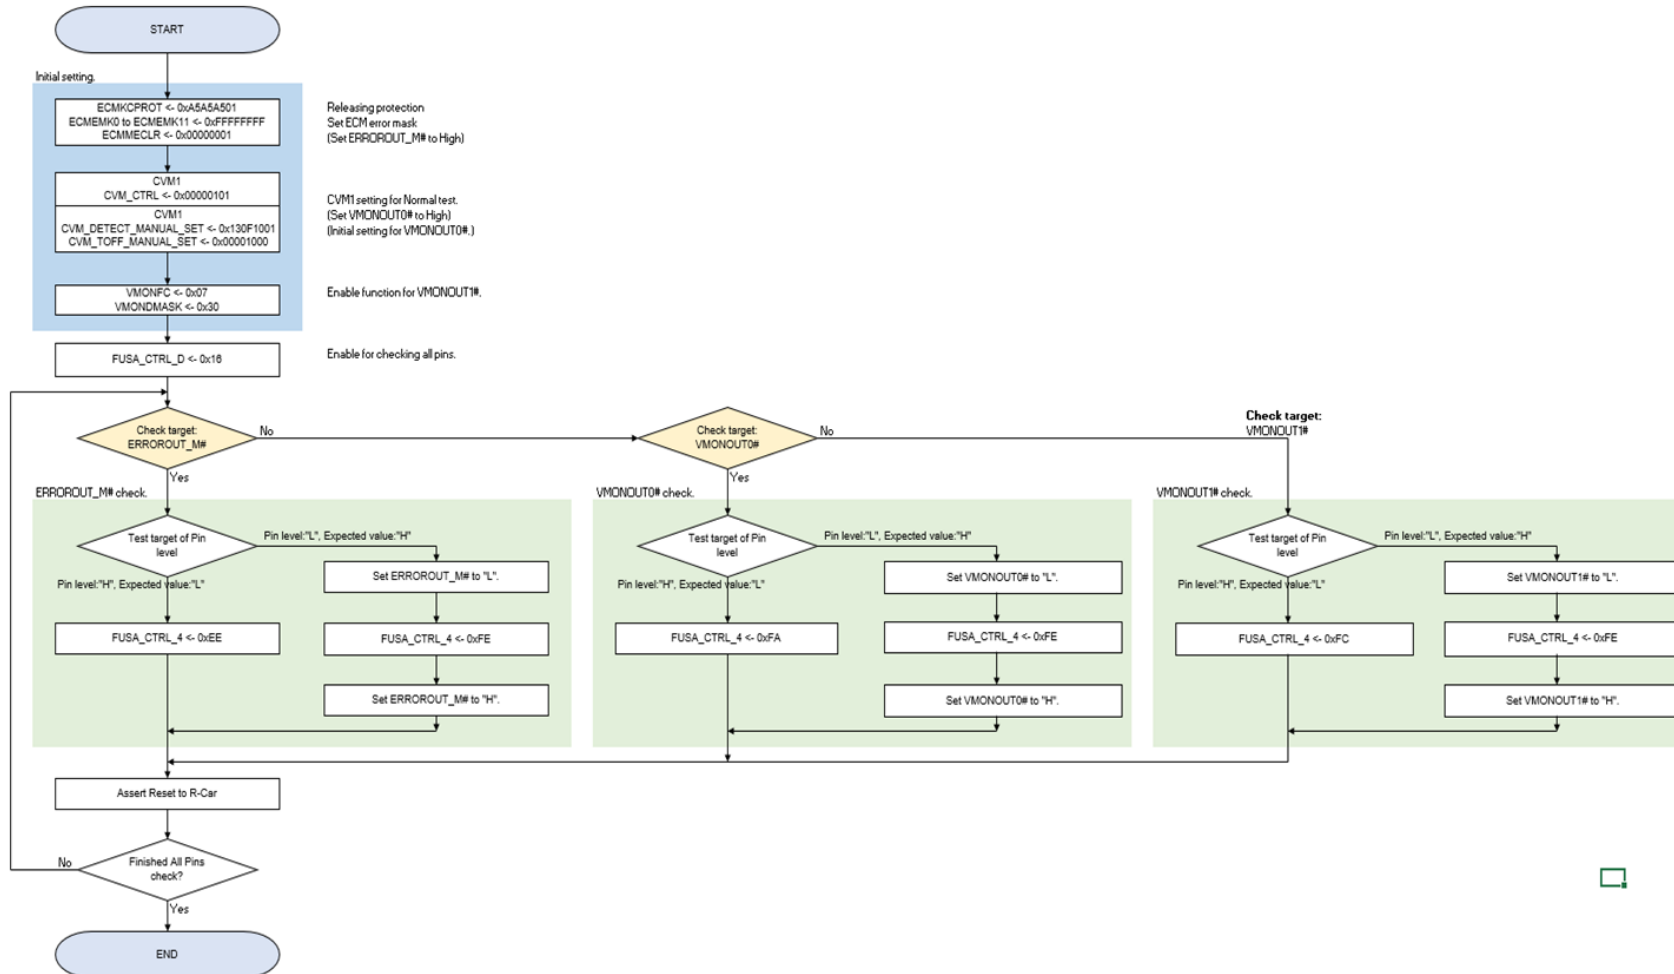 START
Initial setting.
ECMKCPROT <- 0xA5A5A501
ECMEMK0 to ECMEMK11 <- 0xFFFFFFFF
ECMMECLR <- 0x00000001
Releasing protection
Set ECM error mask
(Set ERROROUT_M# to High)
CVM1
CVM_CTRL <- 0x00000101
CVM1
CVM_DETECT_MANUAL_SET <- 0x130F1001
CVM_TOFF_MANUAL_SET <- 0x00001000
CVM1 setting for Normal test.
(Set VMONOUT0# to High)
(Initial setting for VMONOUT0#.)
VMONFC <- 0x07
VMONDMASK <- 0x30
Enable function for VMONOUT1#.
FUSA_CTRL_D <- 0x16
Enable for checking all pins.
Check target:
ERROROUT_M#
No
Yes
Check target:
VMONOUT0#
No
Yes
Check target:
VMONOUT1#
ERROROUT_M# check.
Test target of Pin
level
Pin level:"L", Expected value:"H"
Pin level:"H", Expected value:"L"
Set ERROROUT_M# to "L".
FUSA_CTRL_4 <- 0xEE
FUSA_CTRL_4 <- 0xFE
Set ERROROUT_M# to "H".
VMONOUT0# check.
Test target of Pin
level
Pin level:"L", Expected value:"H"
Pin level:"H", Expected value:"L"
Set VMONOUT0# to "L".
FUSA_CTRL_4 <- 0xFA
FUSA_CTRL_4 <- 0xFE
Set VMONOUT0# to "H".
VMONOUT1# check.
Test target of Pin
level
Pin level:"L", Expected value:"H"
Pin level:"H", Expected value:"L"
Set VMONOUT1# to "L".
FUSA_CTRL_4 <- 0xFC
FUSA_CTRL_4 <- 0xFE
Set VMONOUT1# to "H".
Assert Reset to R-Car
Finished All Pins
check?
No
Yes
END